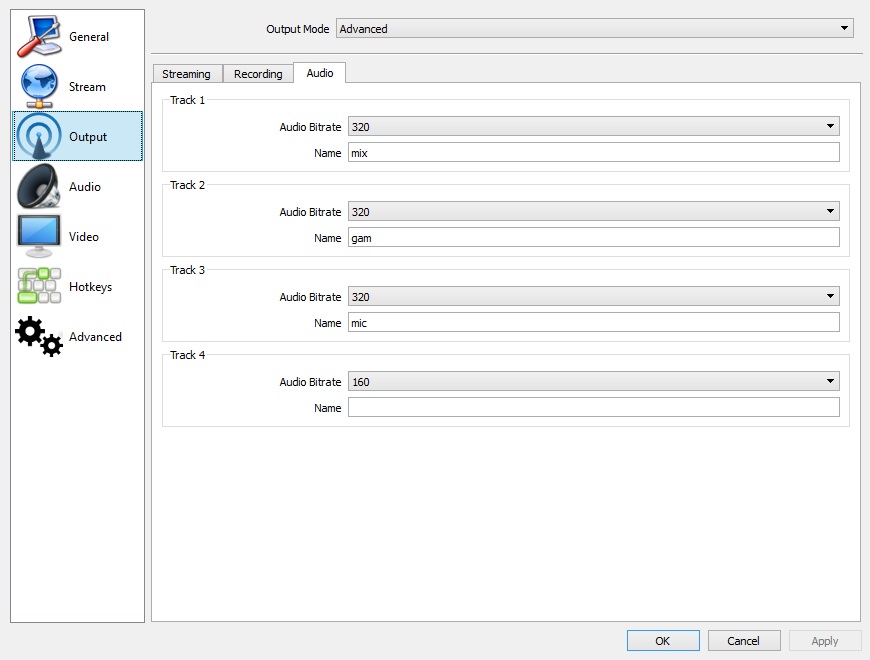 General
Stream
Output
Audio
Video
Hotkeys
Advanced
Output Mode Advanced
Streaming Recording Audio
Track 1
Audio Bitrate 320
Name mix
Track 2
Audio Bitrate 320
Name gam
Track 3
Audio Bitrate 320
Name mic
Track 4
Audio Bitrate 160
Name
OK Cancel Apply